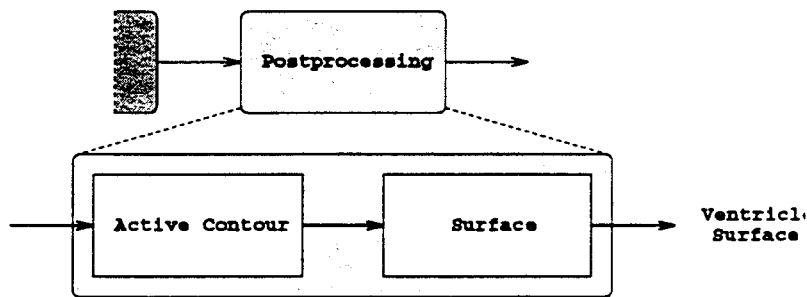 Postprocessing
Active Contour
Surface
Ventricle
Surface